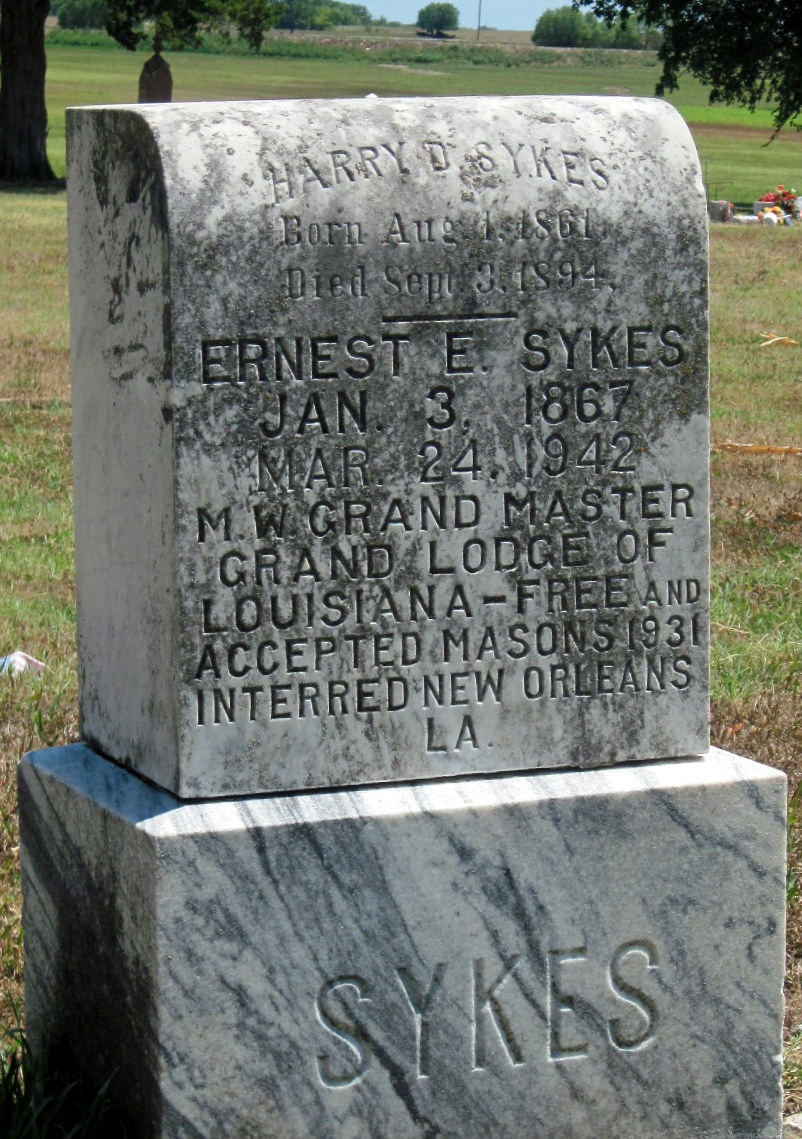 HARRY D. SYKES
Born Aug. 1. 1861.
Died Sept 3. 1894.
ERNEST E. SYKES
JAN. 3, 1867
MAR. 24. 1942
M.W. GRAND MASTER
GRAND LODGE OF
LOUISIANA-FREE AND
ACCEPTED MASONS 1931
INTERRED NEW ORLEANS
LA.
SYKES